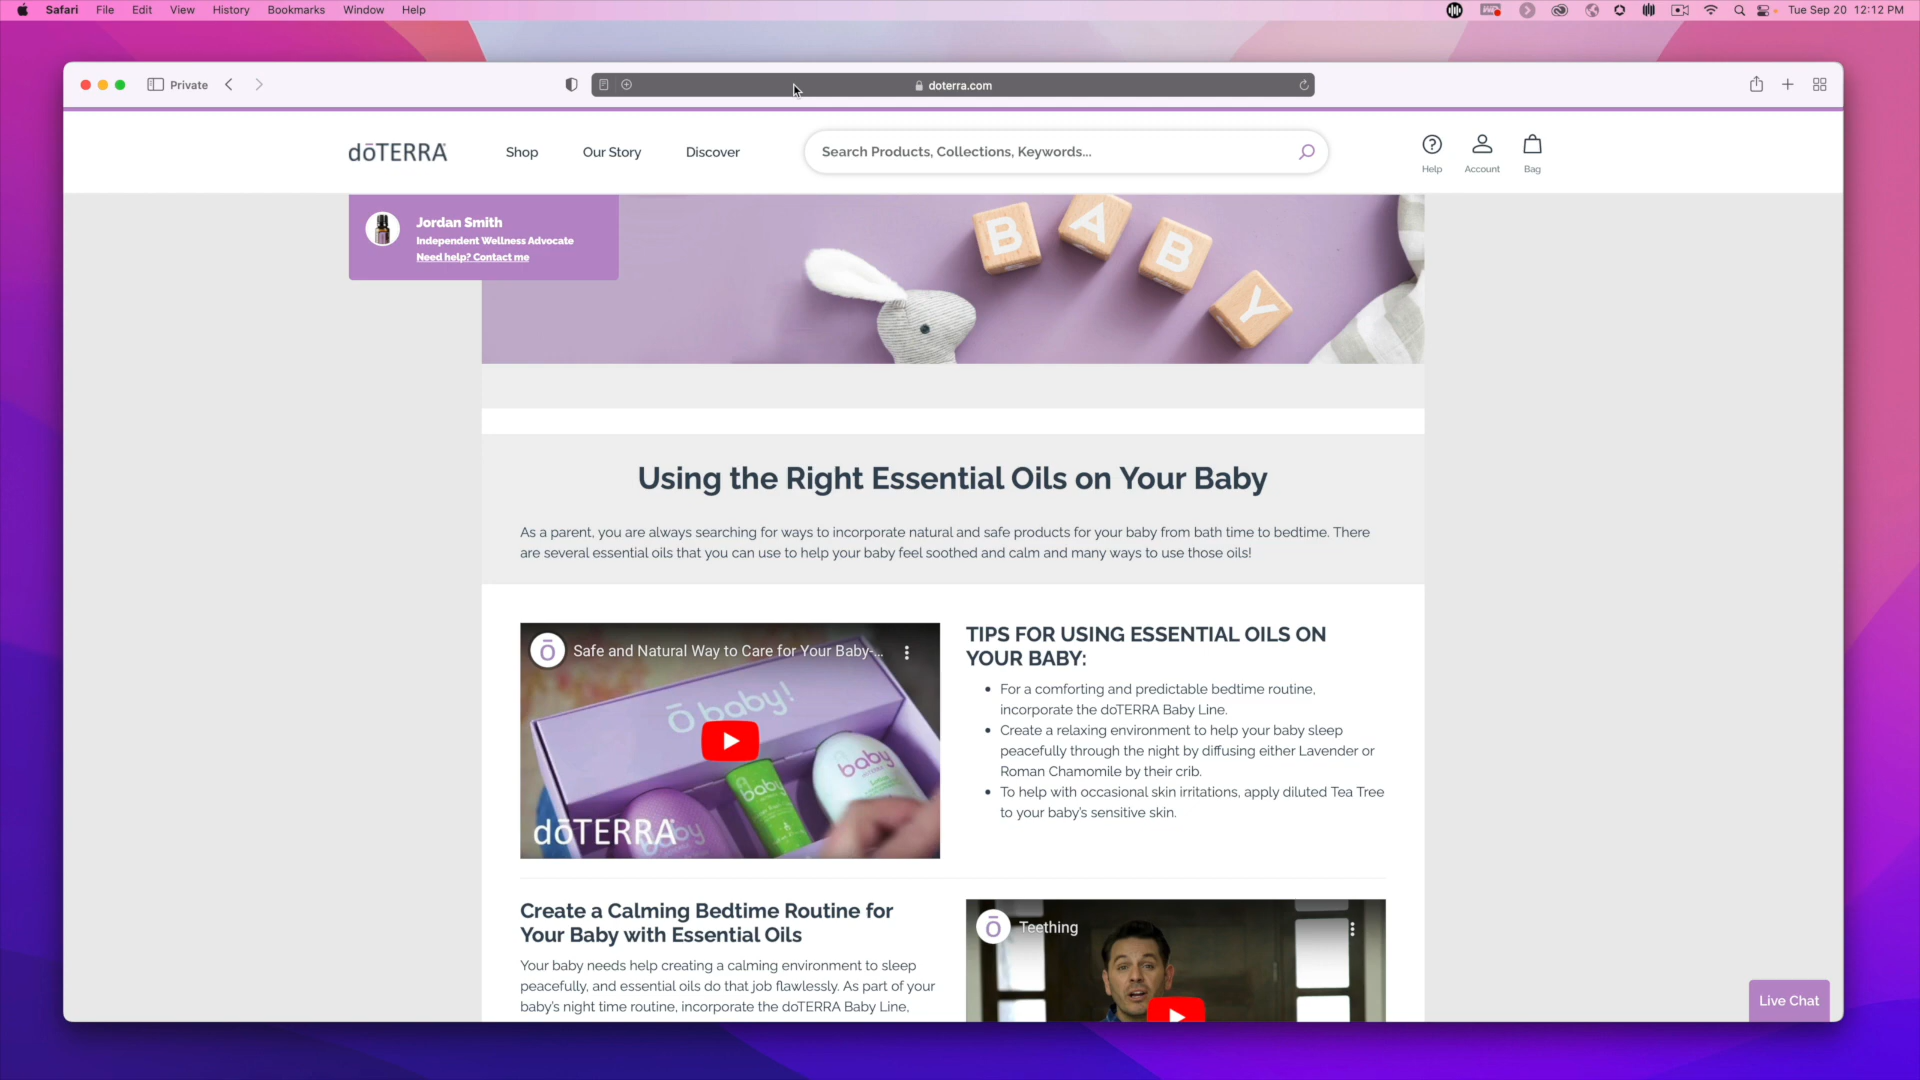 Safari File Edit View History Bookmarks Window Help
Tue Sep 20 12:12 PM
Private
doterra.com
dōTERRA
Shop
Our Story
Discover
Search Products, Collections, Keywords...
Help
Account
Bag
Jordan Smith
Independent Wellness Advocate
Need help? Contact me
B A B Y
Using the Right Essential Oils on Your Baby
As a parent, you are always searching for ways to incorporate natural and safe products for your baby from bath time to bedtime. There
are several essential oils that you can use to help your baby feel soothed and calm and many ways to use those oils!
ō
Safe and Natural Way to Care for Your Baby-...
ō baby!
baby
baby
baby
dōTERRA
TIPS FOR USING ESSENTIAL OILS ON
YOUR BABY:
• For a comforting and predictable bedtime routine,
incorporate the doTERRA Baby Line.
• Create a relaxing environment to help your baby sleep
peacefully through the night by diffusing either Lavender or
Roman Chamomile by their crib.
• To help with occasional skin irritations, apply diluted Tea Tree
to your baby's sensitive skin.
Create a Calming Bedtime Routine for
Your Baby with Essential Oils
Your baby needs help creating a calming environment to sleep
peacefully, and essential oils do that job flawlessly. As part of your
baby's night time routine, incorporate the doTERRA Baby Line,
ō
Teething
Live Chat